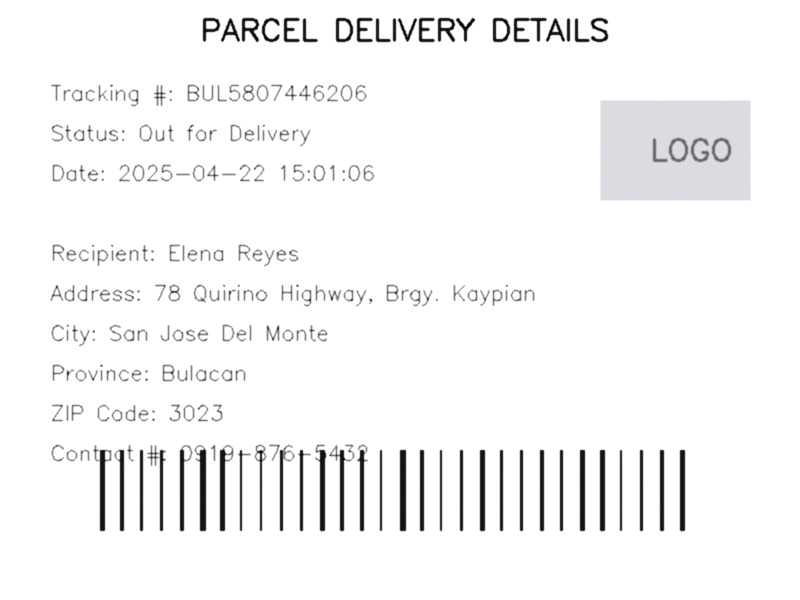 PARCEL DELIVERY DETAILS
Tracking #: BUL5807446206
Status: Out for Delivery
Date: 2025-04-22 15:01:06
LOGO
Recipient: Elena Reyes
Address: 78 Quirino Highway, Brgy. Kaypian
City: San Jose Del Monte
Province: Bulacan
ZIP Code: 3023
Contact #: 0919-876-5432